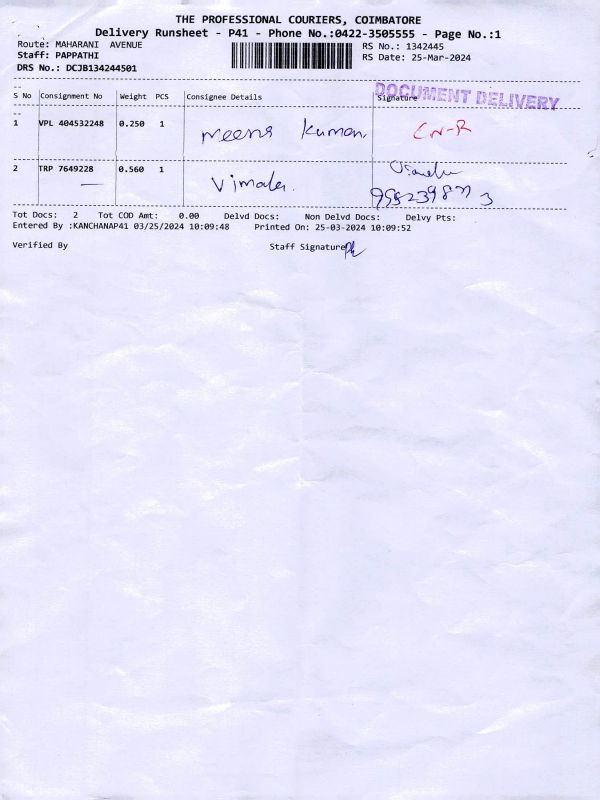 THE PROFESSIONAL COURIERS, COIMBATORE
Delivery Runsheet - P41 - Phone No.:0422-3505555 - Page No.:1
Route: MAHARANI AVENUE RS No.: 1342445
Staff: PAPPATHI RS Date: 25-Mar-2024
DRS No.: DCJB134244501
DOCUMENT DELIVERY
S No Consignment No Weight PCS Consignee Details Signature
1 VPL 404532248 0.250 1 Meena Kumari CN-R
2 TRP 7649228 0.560 1 Vimala.
Tot Docs: 2 Tot COD Amt: 0.00 Delvd Docs: Non Delvd Docs: Delvy Pts:
Entered By :KANCHANAP41 03/25/2024 10:09:48 Printed On: 25-03-2024 10:09:52
Verified By Staff Signature